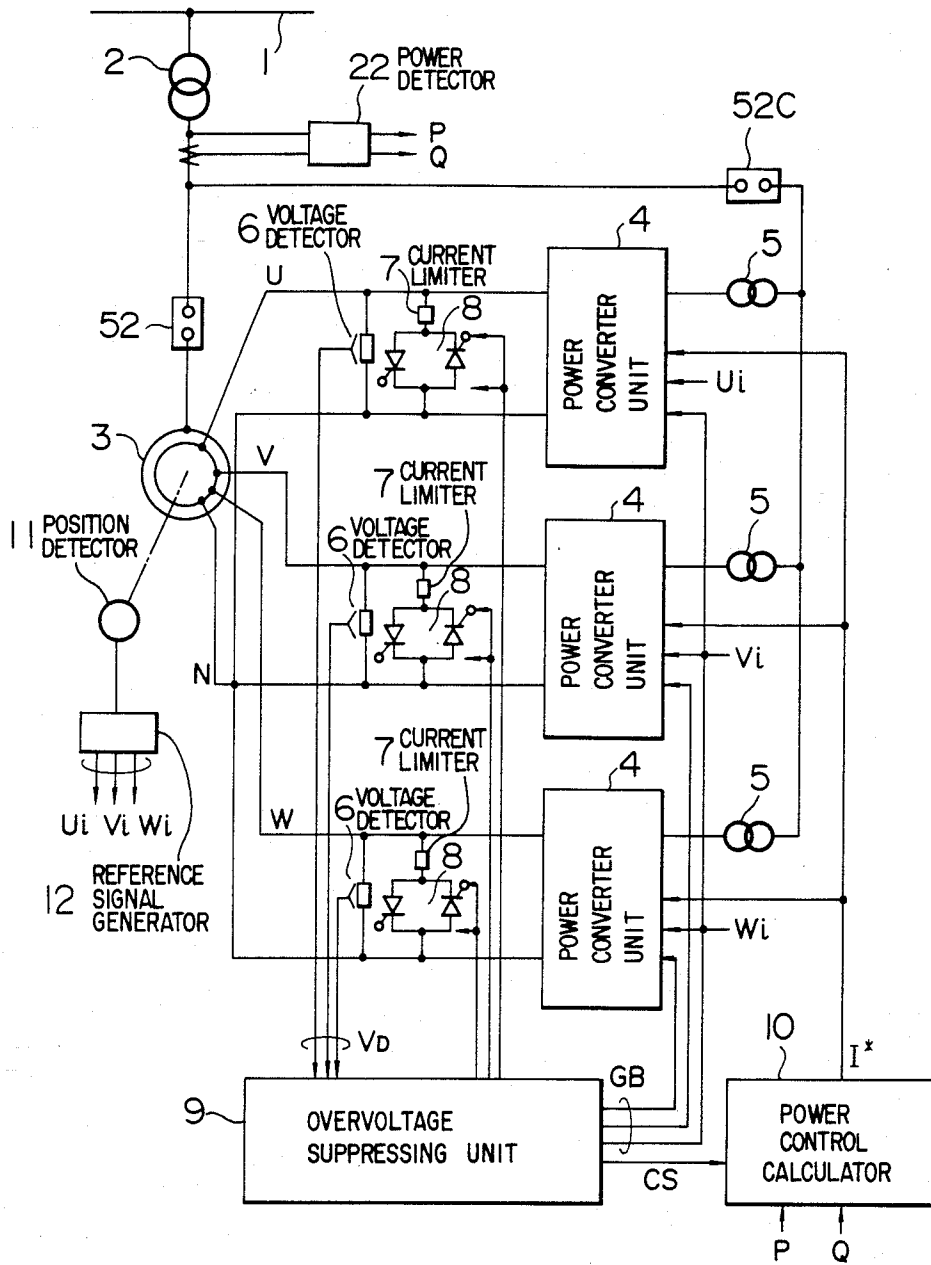 1
2
22 POWER
DETECTOR
P
Q
52C
6 VOLTAGE
DETECTOR
7 CURRENT
LIMITER
8
4
5
U
52
POWER
CONVERTER
UNIT
Ui
3
V
7 CURRENT
LIMITER
4
5
11 POSITION
DETECTOR
6 VOLTAGE
DETECTOR
8
POWER
CONVERTER
UNIT
Vi
N
7 CURRENT
LIMITER
4
5
Ui Vi Wi
W
6 VOLTAGE
DETECTOR
8
POWER
CONVERTER
UNIT
Wi
12 REFERENCE
SIGNAL
GENERATOR
VD
GB
10
I*
9
OVERVOLTAGE
SUPPRESSING UNIT
CS
POWER
CONTROL
CALCULATOR
P
Q